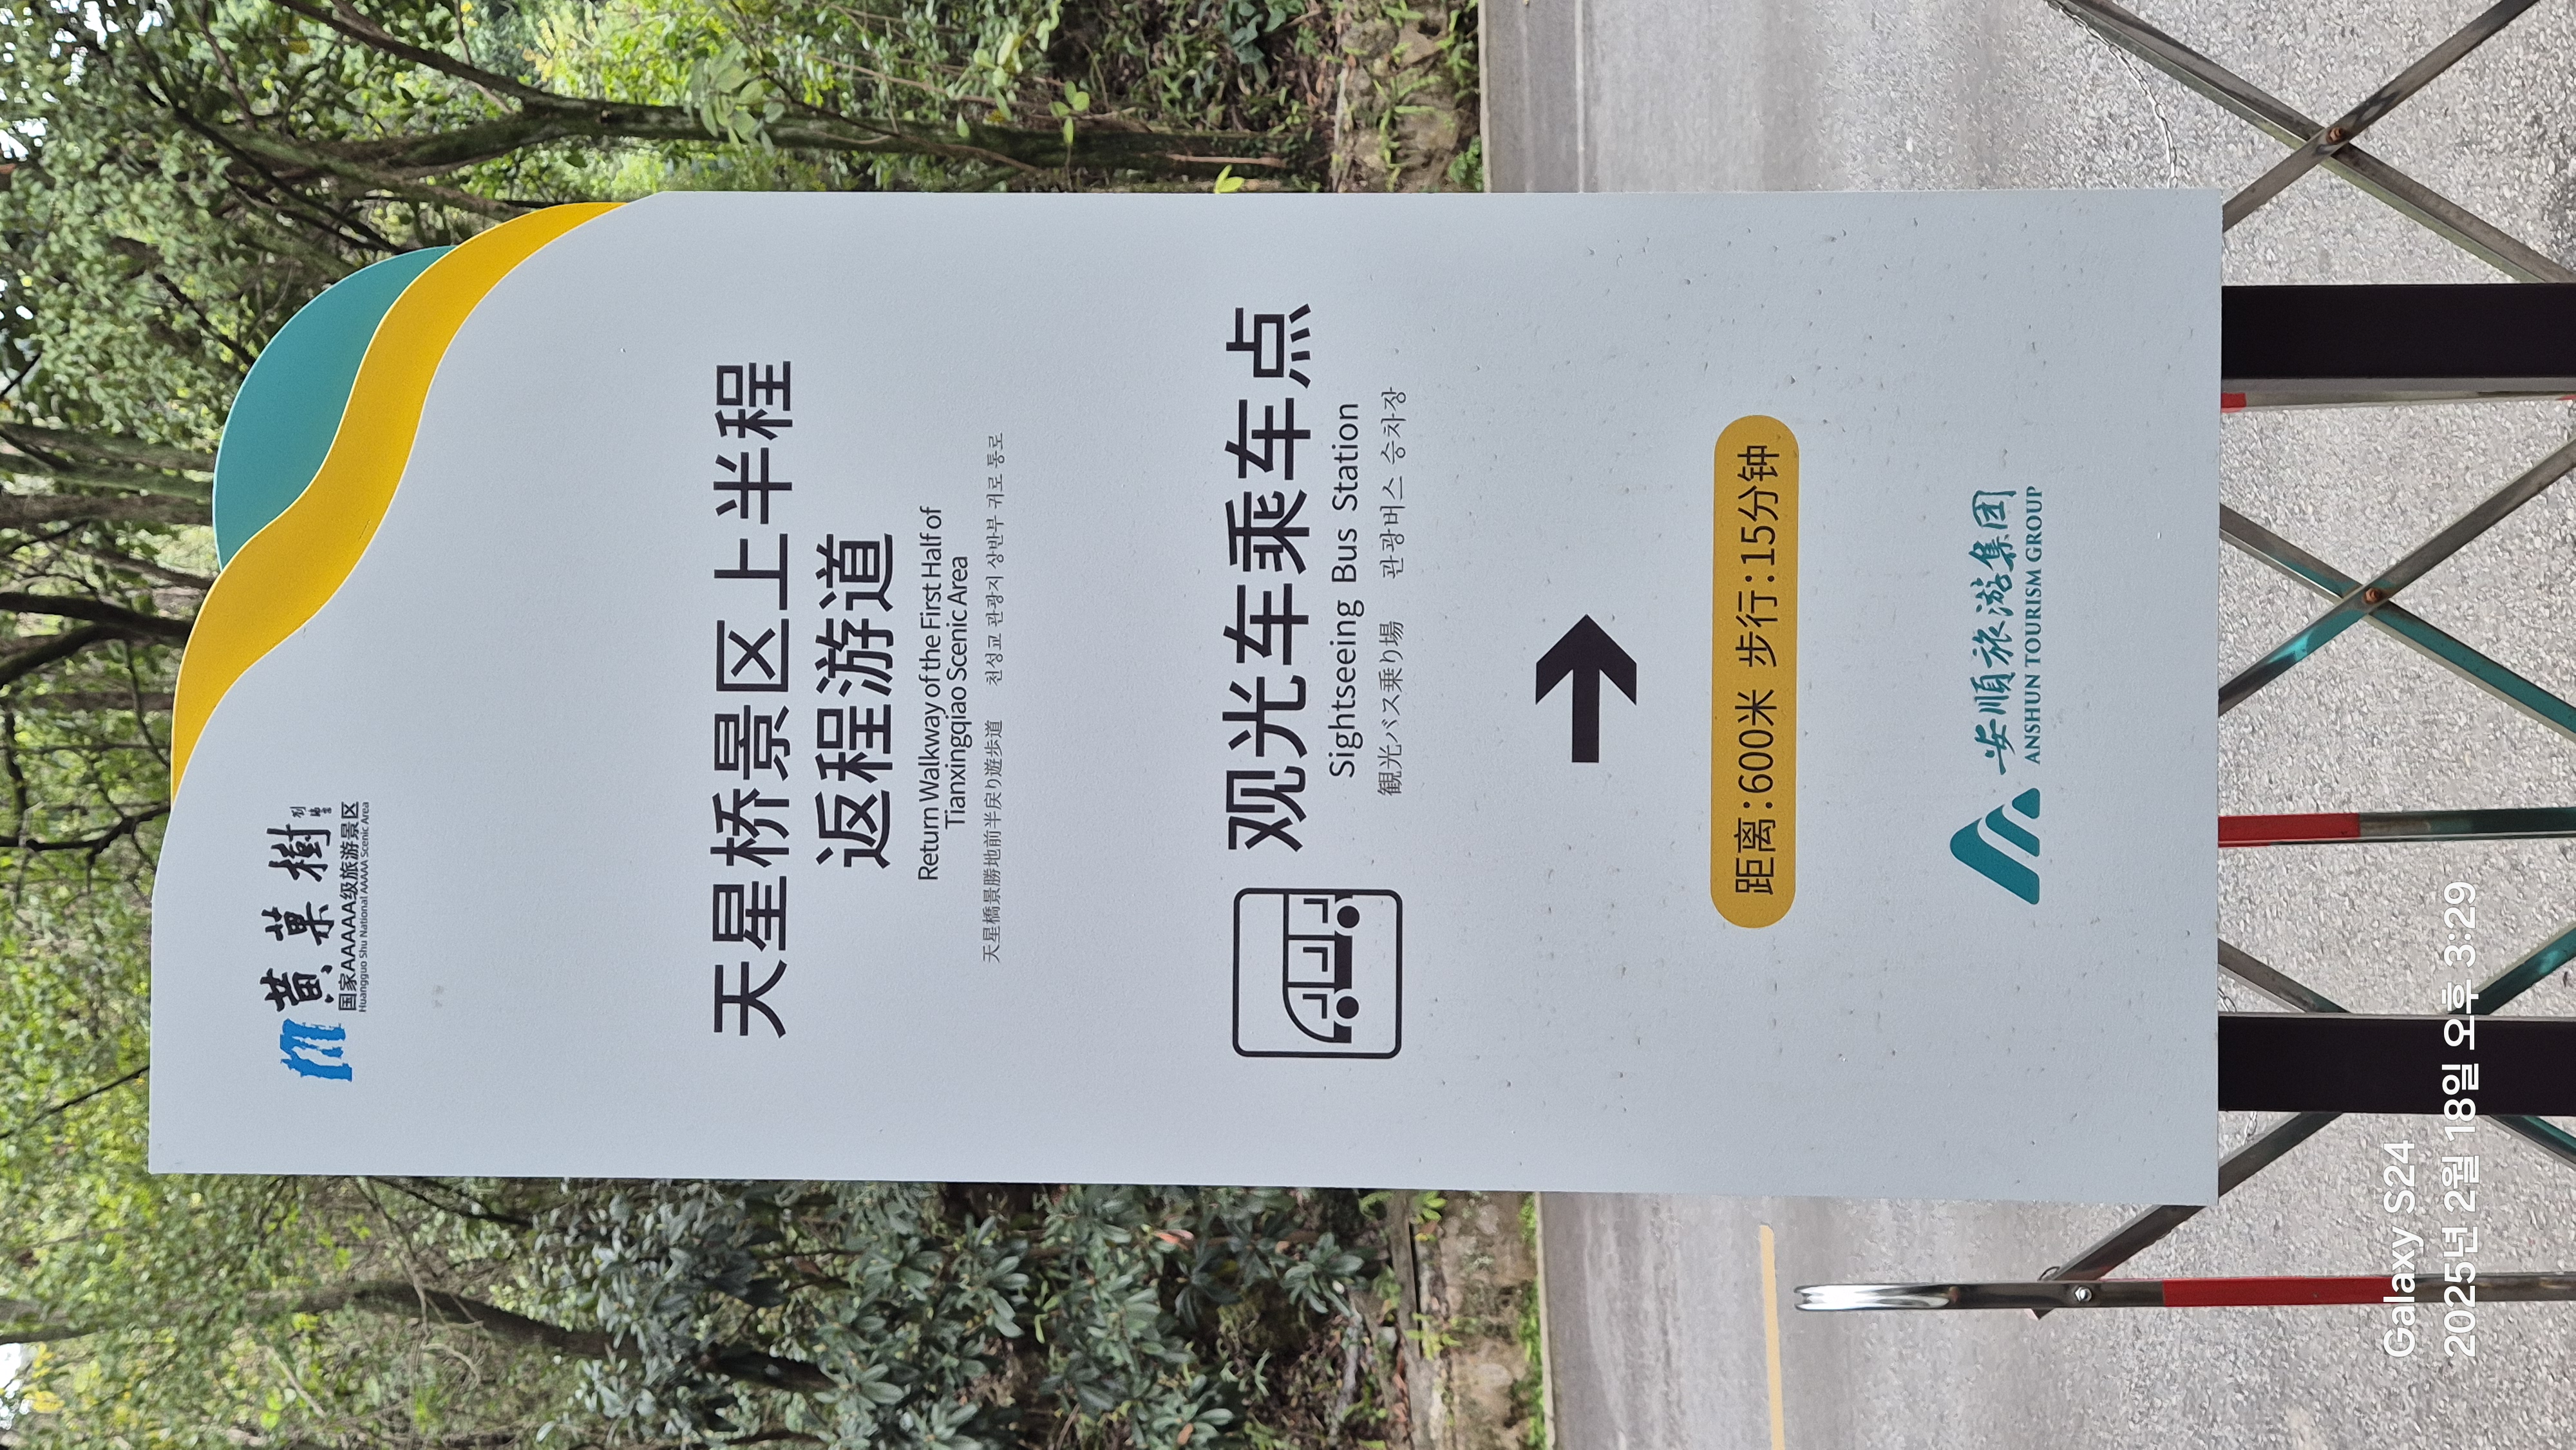 黄菓樹
国家AAAAAA级旅游景区
Huangguo Shu National AAAAA Scenic Area
天星桥景区上半程
返程游道
Return Walkway of the First Half of
Tianxingqiao Scenic Area
天星橋景勝地前半戻り遊歩道 천성교 관광지 상반부 귀로 통로
观光车乘车点
Sightseeing Bus Station
観光バス乗り場 관광버스 승차장
距离:600米 步行:15分钟
安順旅游集团
ANSHUN TOURISM GROUP
Galaxy S24
2025년 2월 18일 오후 3:29